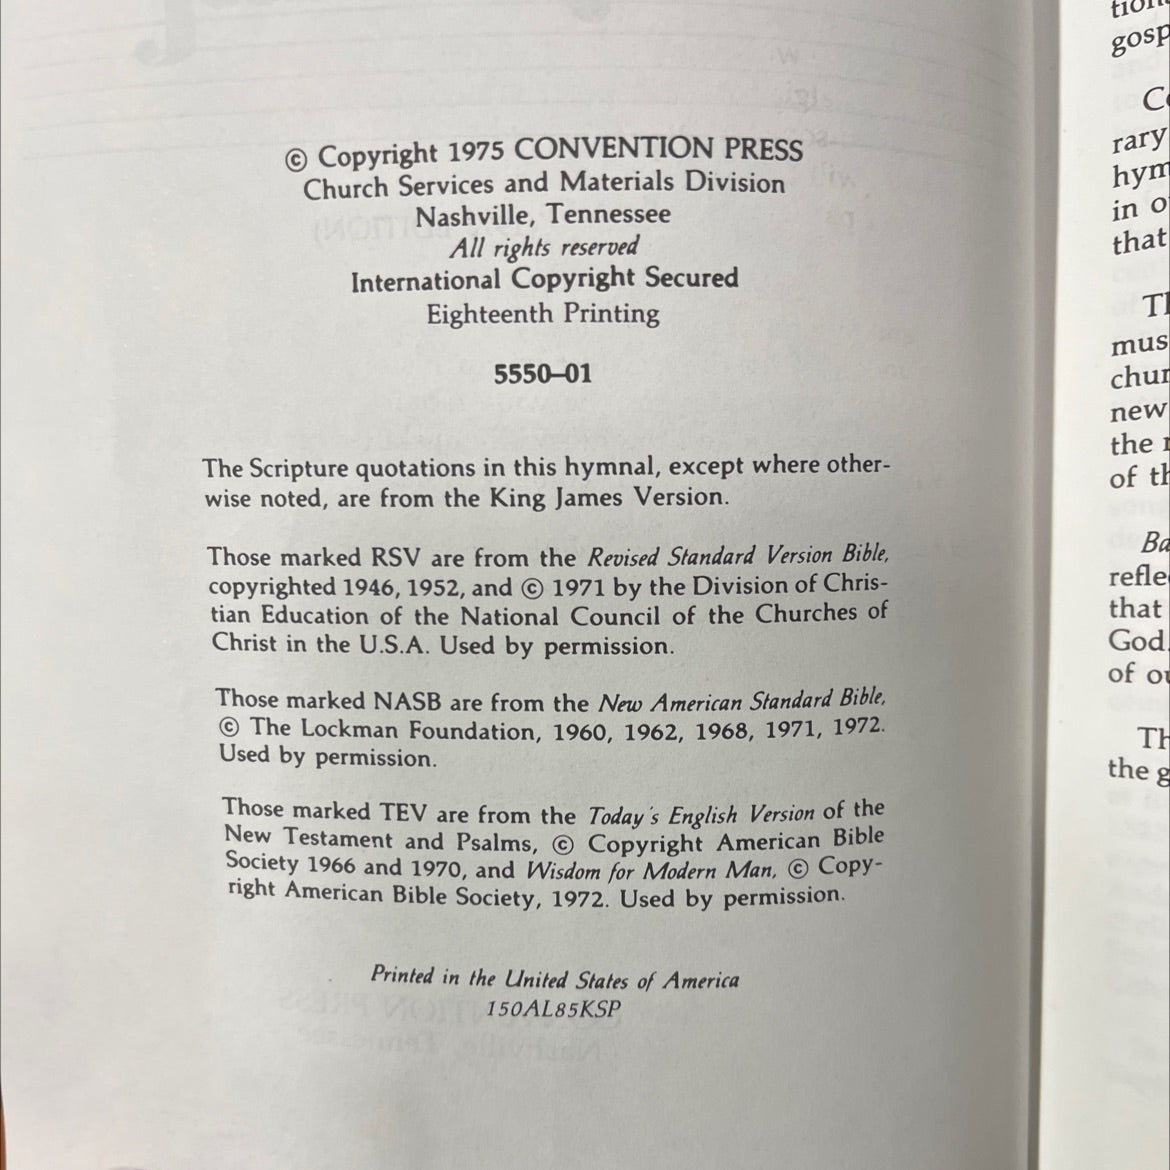 © Copyright 1975 CONVENTION PRESS
Church Services and Materials Division
Nashville, Tennessee
All rights reserved
International Copyright Secured
Eighteenth Printing
5550–01
The Scripture quotations in this hymnal, except where other-
wise noted, are from the King James Version.
Those marked RSV are from the Revised Standard Version Bible,
copyrighted 1946, 1952, and © 1971 by the Division of Chris-
tian Education of the National Council of the Churches of
Christ in the U.S.A. Used by permission.
Those marked NASB are from the New American Standard Bible,
© The Lockman Foundation, 1960, 1962, 1968, 1971, 1972.
Used by permission.
Those marked TEV are from the Today's English Version of the
New Testament and Psalms, © Copyright American Bible
Society 1966 and 1970, and Wisdom for Modern Man, © Copy-
right American Bible Society, 1972. Used by permission.
Printed in the United States of America
150AL85KSP
gosp
rary
hym
in o
that
mus
chur
new
the
of
Ba
refle
that
God,
of ou
Th
the g